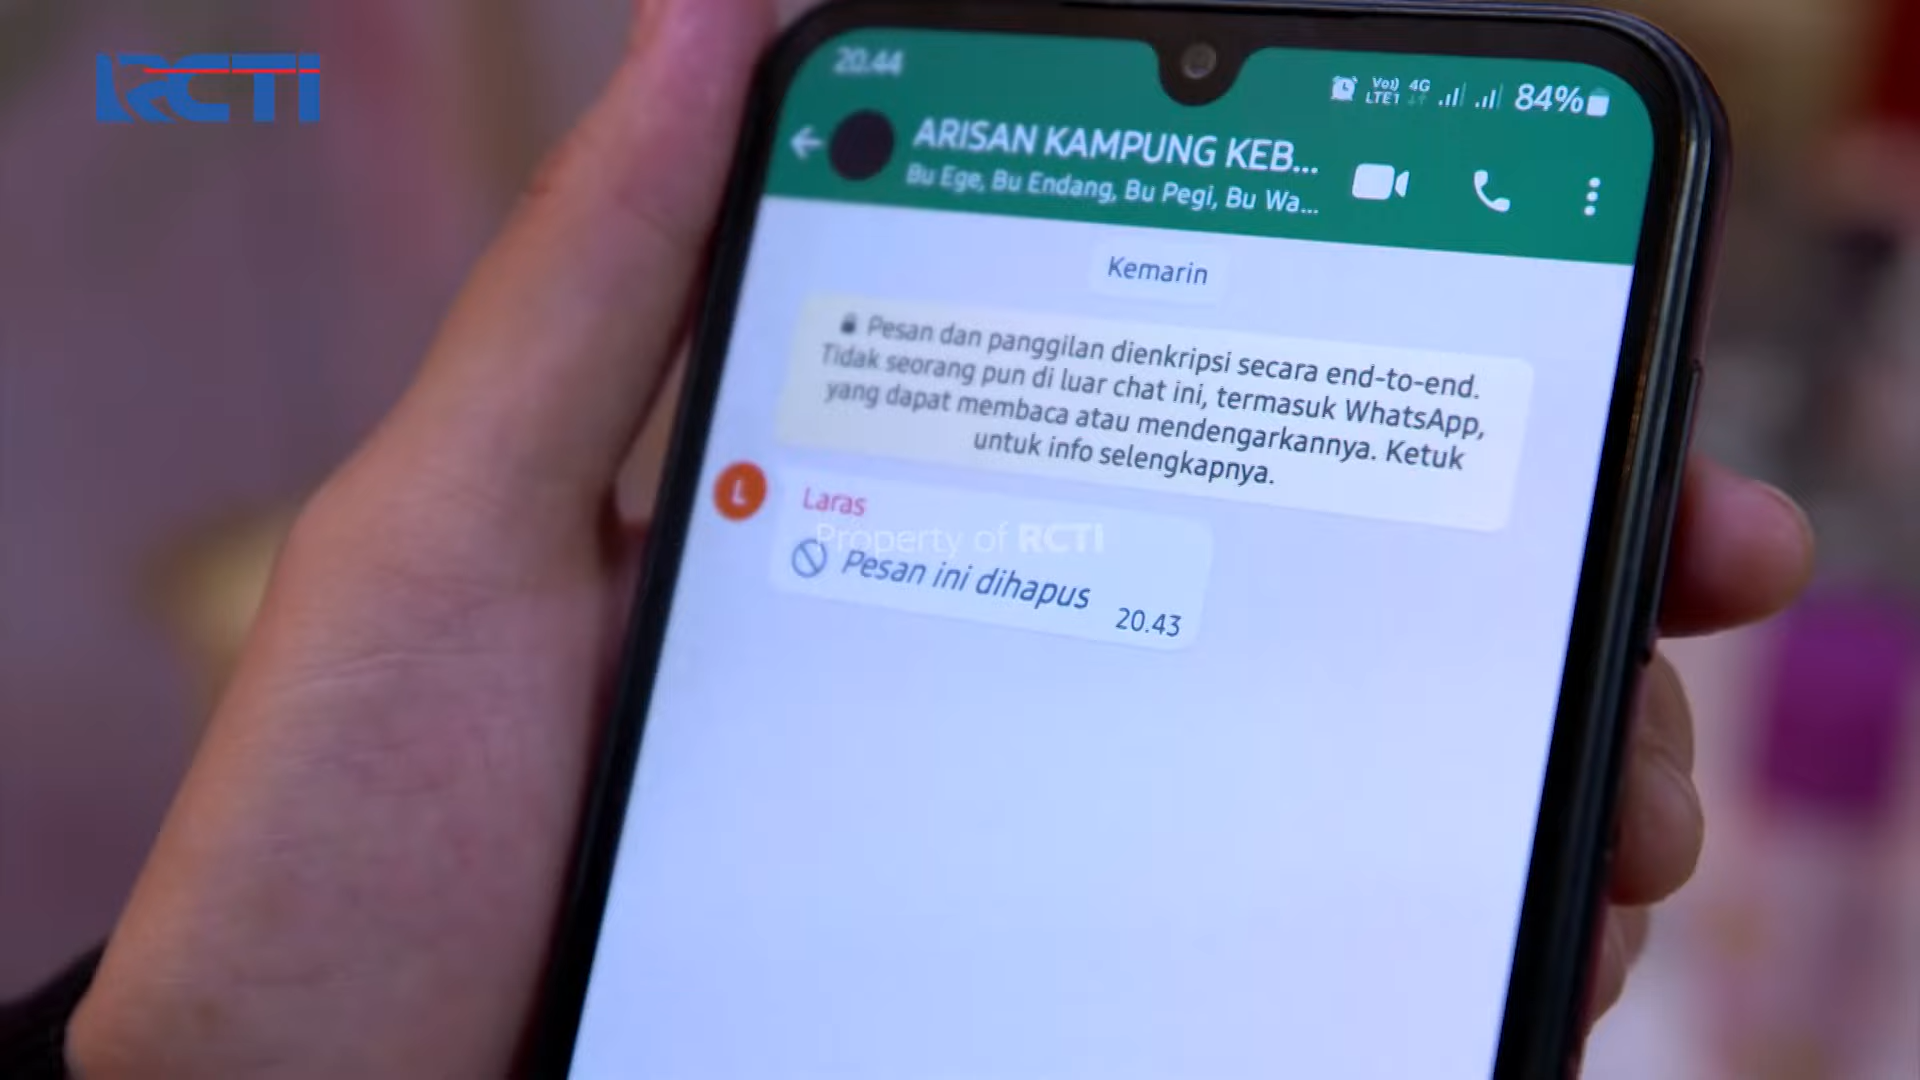 RCTI
20.44
Vo)) 4G
LTE1
84%
ARISAN KAMPUNG KEB...
Bu Ege, Bu Endang, Bu Pegi, Bu Wa...
Kemarin
Pesan dan panggilan dienkripsi secara end-to-end.
Tidak seorang pun di luar chat ini, termasuk WhatsApp,
yang dapat membaca atau mendengarkannya. Ketuk
untuk info selengkapnya.
L
Laras
Property of RCTI
Pesan ini dihapus
20.43